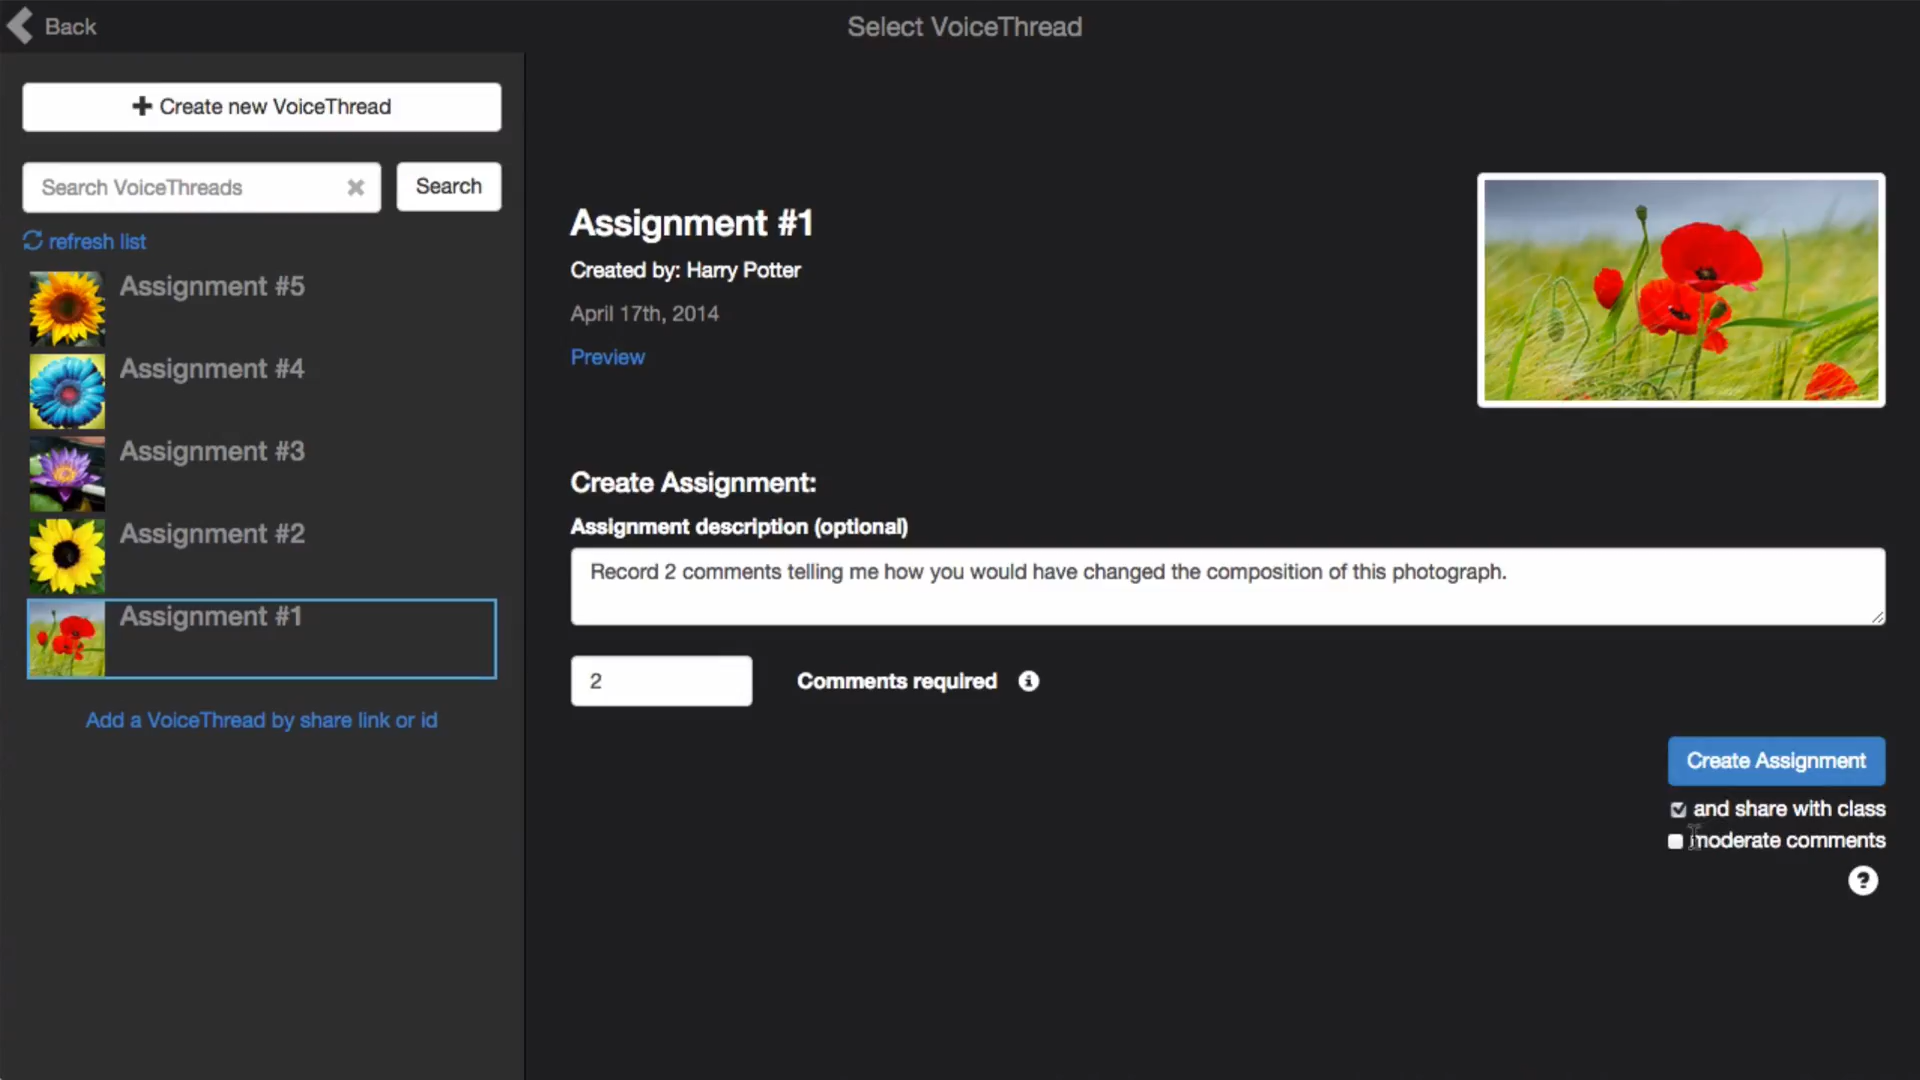 Back
Select VoiceThread
Create new VoiceThread
Search VoiceThreads
Search
refresh list
Assignment #5
Assignment #4
Assignment #3
Assignment #2
Assignment #1
Add a VoiceThread by share link or id
Assignment #1
Created by: Harry Potter
April 17th, 2014
Preview
Create Assignment:
Assignment description (optional)
Record 2 comments telling me how you would have changed the composition of this photograph.
2
Comments required
Create Assignment
and share with class
moderate comments